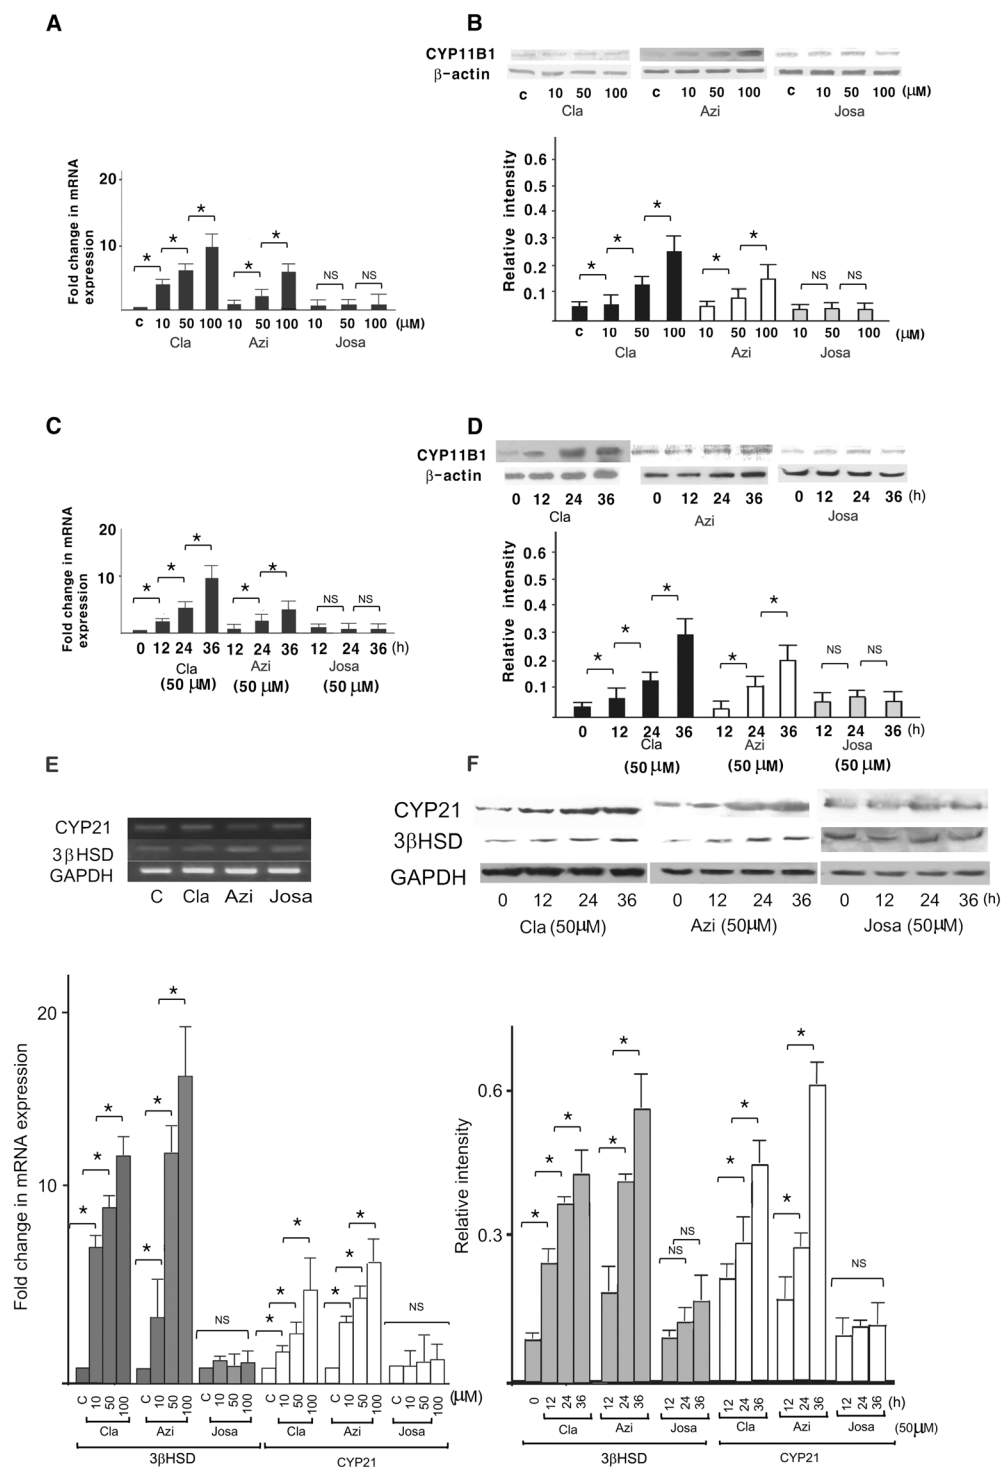 A
B
CYP11B1
β-actin
c 10 50 100 c 10 50 100 c 10 50 100 (μM)
Cla Azi Josa
Fold change in mRNA
expression
20
10
* * * * * NS NS
c 10 50 100 10 50 100 10 50 100 (μM)
Cla Azi Josa
Relative intensity
0.6
0.5
0.4
0.3
0.2
0.1
* * * * * NS NS
c 10 50 100 10 50 100 10 50 100 (μM)
Cla Azi Josa
C
D
CYP11B1
β-actin
0 12 24 36 0 12 24 36 0 12 24 36 (h)
Cla Azi Josa
Fold change in mRNA
expression
20
10
* * * * * NS NS
0 12 24 36 12 24 36 12 24 36 (h)
Cla Azi Josa
(50 μM) (50 μM) (50 μM)
Relative intensity
0.6
0.5
0.4
0.3
0.2
0.1
* * * * * NS NS
0 12 24 36 12 24 36 12 24 36 (h)
Cla Azi Josa
(50 μM) (50 μM) (50 μM)
E
CYP21
3βHSD
GAPDH
C Cla Azi Josa
F
CYP21
3βHSD
GAPDH
0 12 24 36 0 12 24 36 0 12 24 36 (h)
Cla (50μM) Azi (50μM) Josa (50μM)
Fold change in mRNA expression
20
10
* * * * * * NS * * * * * * NS
C 10 50 100 C 10 50 100 C 10 50 100 C 10 50 100 C 10 50 100 C 10 50 100 (μM)
Cla Azi Josa Cla Azi Josa
3βHSD CYP21
Relative intensity
0.6
0.3
* * * * * NS NS * * * * NS
0 12 24 36 12 24 36 12 24 36 12 24 36 12 24 36 12 24 36 (h)
Cla Azi Josa Cla Azi Josa (50μM)
3βHSD CYP21